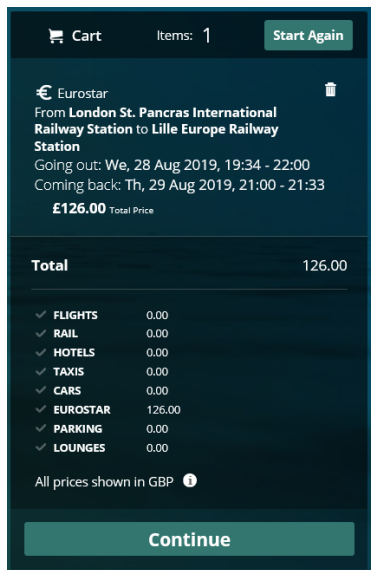 Cart Items: 1 Start Again
€ Eurostar
From London St. Pancras International
Railway Station to Lille Europe Railway
Station
Going out: We, 28 Aug 2019, 19:34 - 22:00
Coming back: Th, 29 Aug 2019, 21:00 - 21:33
£126.00 Total Price
Total 126.00
FLIGHTS 0.00
RAIL 0.00
HOTELS 0.00
TAXIS 0.00
CARS 0.00
EUROSTAR 126.00
PARKING 0.00
LOUNGES 0.00
All prices shown in GBP i
Continue